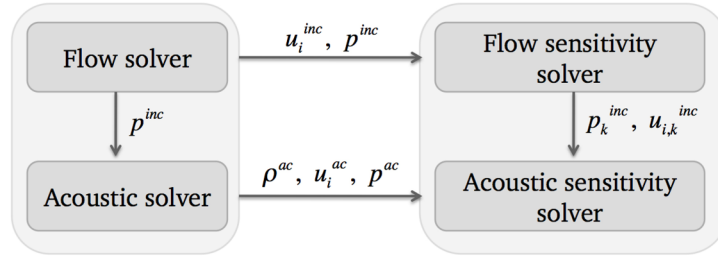 Flow solver
u_i^{inc}, p^{inc}
Flow sensitivity
solver
p^{inc}
p_k^{inc}, u_{i,k}^{inc}
Acoustic solver
ρ^{ac}, u_i^{ac}, p^{ac}
Acoustic sensitivity
solver